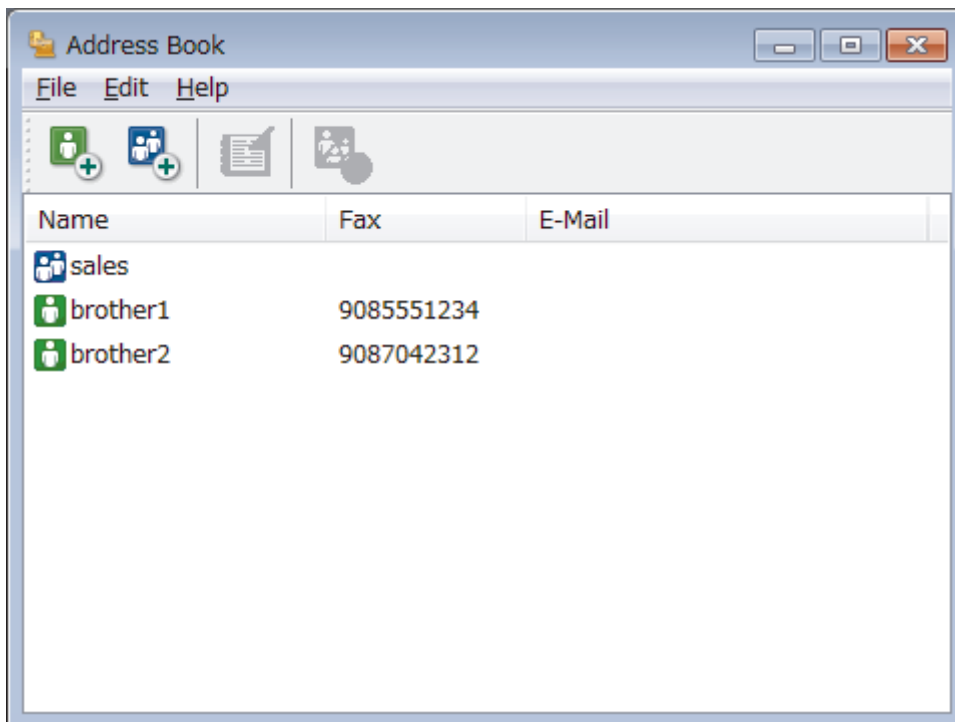 Address Book
File Edit Help
Name Fax E-Mail
sales
brother1 9085551234
brother2 9087042312